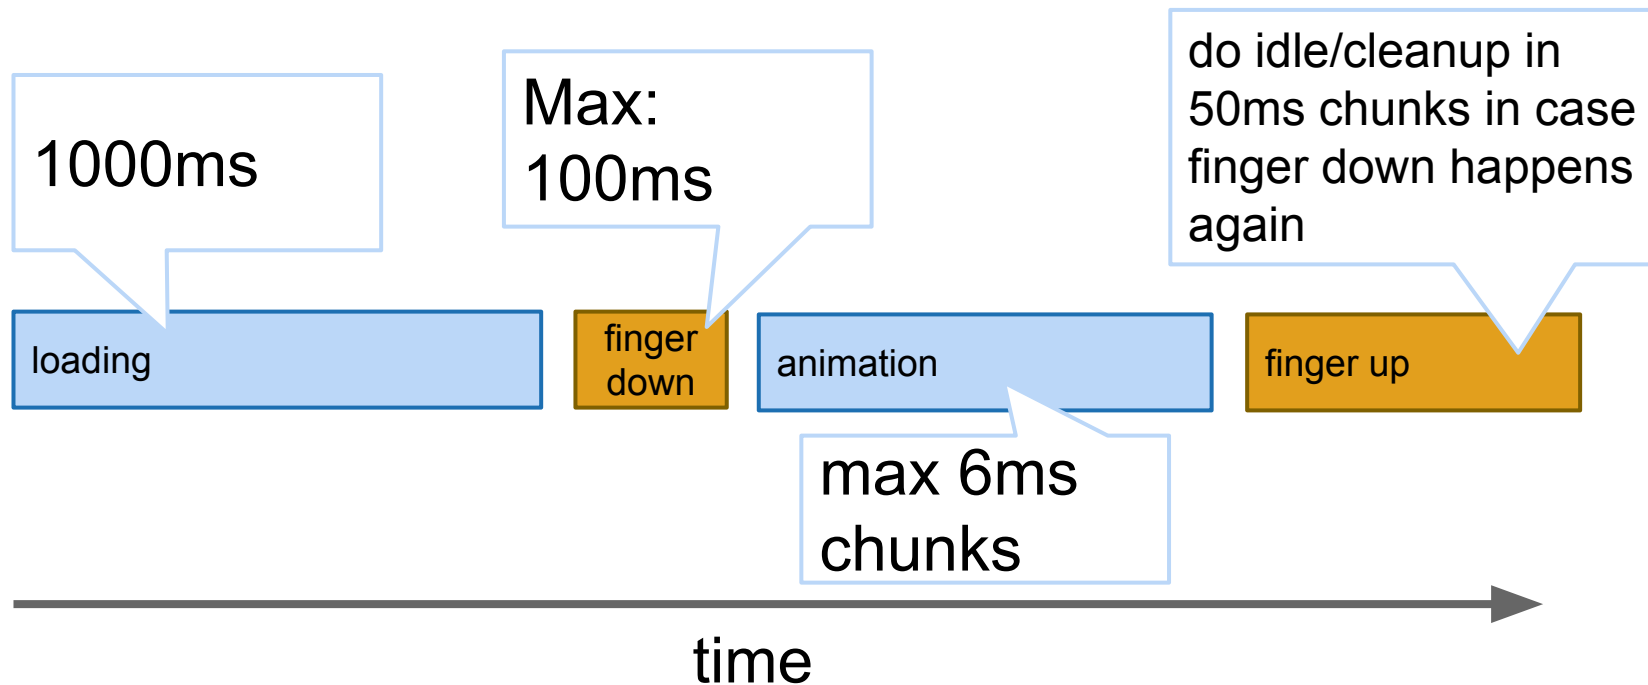 1000ms
Max:
100ms
do idle/cleanup in
50ms chunks in case
finger down happens
again
loading
finger
down
animation
finger up
max 6ms
chunks
time